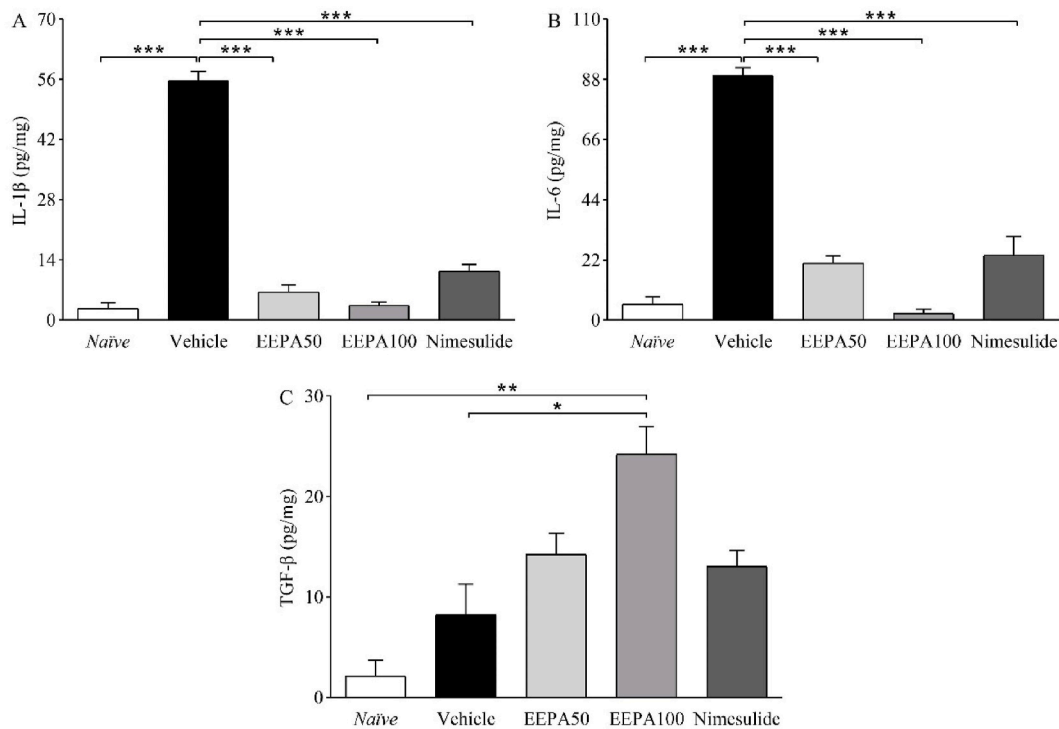 A
70
56
42
28
14
0
IL-1β (pg/mg)
***
***
***
***
Naïve Vehicle EEPA50 EEPA100 Nimesulide
B
110
88
66
44
22
0
IL-6 (pg/mg)
***
***
***
***
Naïve Vehicle EEPA50 EEPA100 Nimesulide
C
30
20
10
0
TGF-β (pg/mg)
**
*
Naïve Vehicle EEPA50 EEPA100 Nimesulide